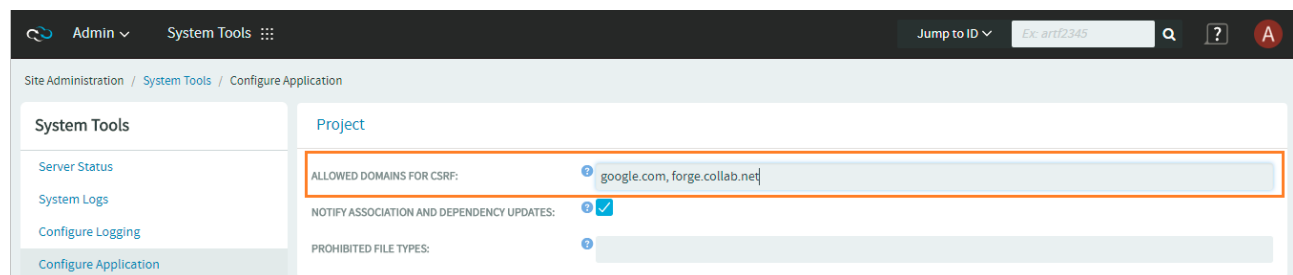 Admin System Tools Jump to ID Ex: artf2345 ? A
Site Administration / System Tools / Configure Application
System Tools
Project
Server Status
ALLOWED DOMAINS FOR CSRF: ? google.com, forge.collab.net
System Logs
NOTIFY ASSOCIATION AND DEPENDENCY UPDATES: ?
Configure Logging
PROHIBITED FILE TYPES: ?
Configure Application